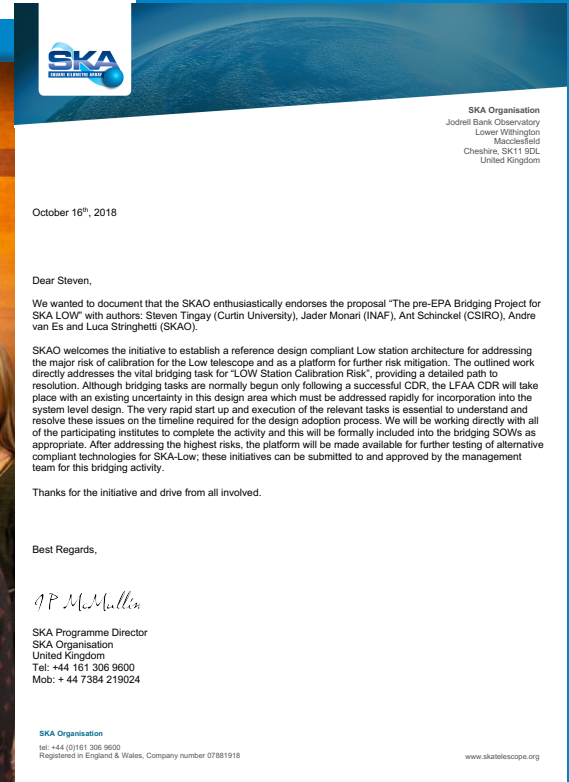 SKA
SQUARE KILOMETRE ARRAY
SKA Organisation
Jodrell Bank Observatory
Lower Withington
Macclesfield
Cheshire, SK11 9DL
United Kingdom
October 16th, 2018
Dear Steven,
We wanted to document that the SKAO enthusiastically endorses the proposal “The pre-EPA Bridging Project for
SKA LOW” with authors: Steven Tingay (Curtin University), Jader Monari (INAF), Ant Schinckel (CSIRO), Andre
van Es and Luca Stringhetti (SKAO).
SKAO welcomes the initiative to establish a reference design compliant Low station architecture for addressing
the major risk of calibration for the Low telescope and as a platform for further risk mitigation. The outlined work
directly addresses the vital bridging task for “LOW Station Calibration Risk”, providing a detailed path to
resolution. Although bridging tasks are normally begun only following a successful CDR, the LFAA CDR will take
place with an existing uncertainty in this design area which must be addressed rapidly for incorporation into the
system level design. The very rapid start up and execution of the relevant tasks is essential to understand and
resolve these issues on the timeline required for the design adoption process. We will be working directly with all
of the participating institutes to complete the activity and this will be formally included into the bridging SOWs as
appropriate. After addressing the highest risks, the platform will be made available for further testing of alternative
compliant technologies for SKA-Low; these initiatives can be submitted to and approved by the management
team for this bridging activity.
Thanks for the initiative and drive from all involved.
Best Regards,
J P McMullin
SKA Programme Director
SKA Organisation
United Kingdom
Tel: +44 161 306 9600
Mob: + 44 7384 219024
SKA Organisation
tel: +44 (0)161 306 9600
Registered in England & Wales, Company number 07881918
www.skatelescope.org